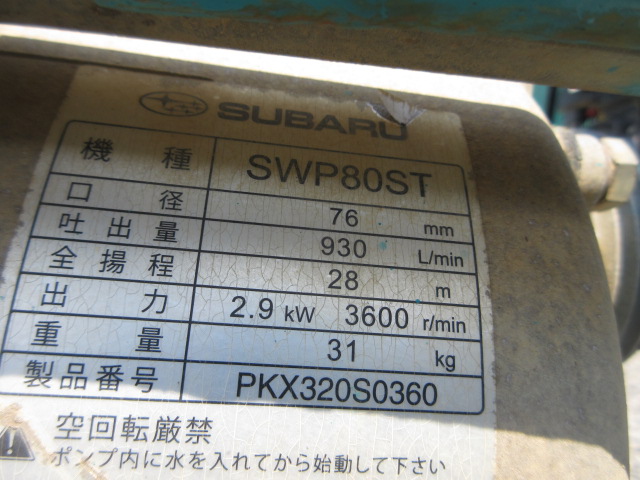 SUBARU
機種 SWP80ST
口径 76 mm
吐出量 930 L/min
全揚程 28 m
出力 2.9 kW 3600 r/min
重量 31 kg
製品番号 PKX320S0360
空回転厳禁
ポンプ内に水を入れてから始動して下さい